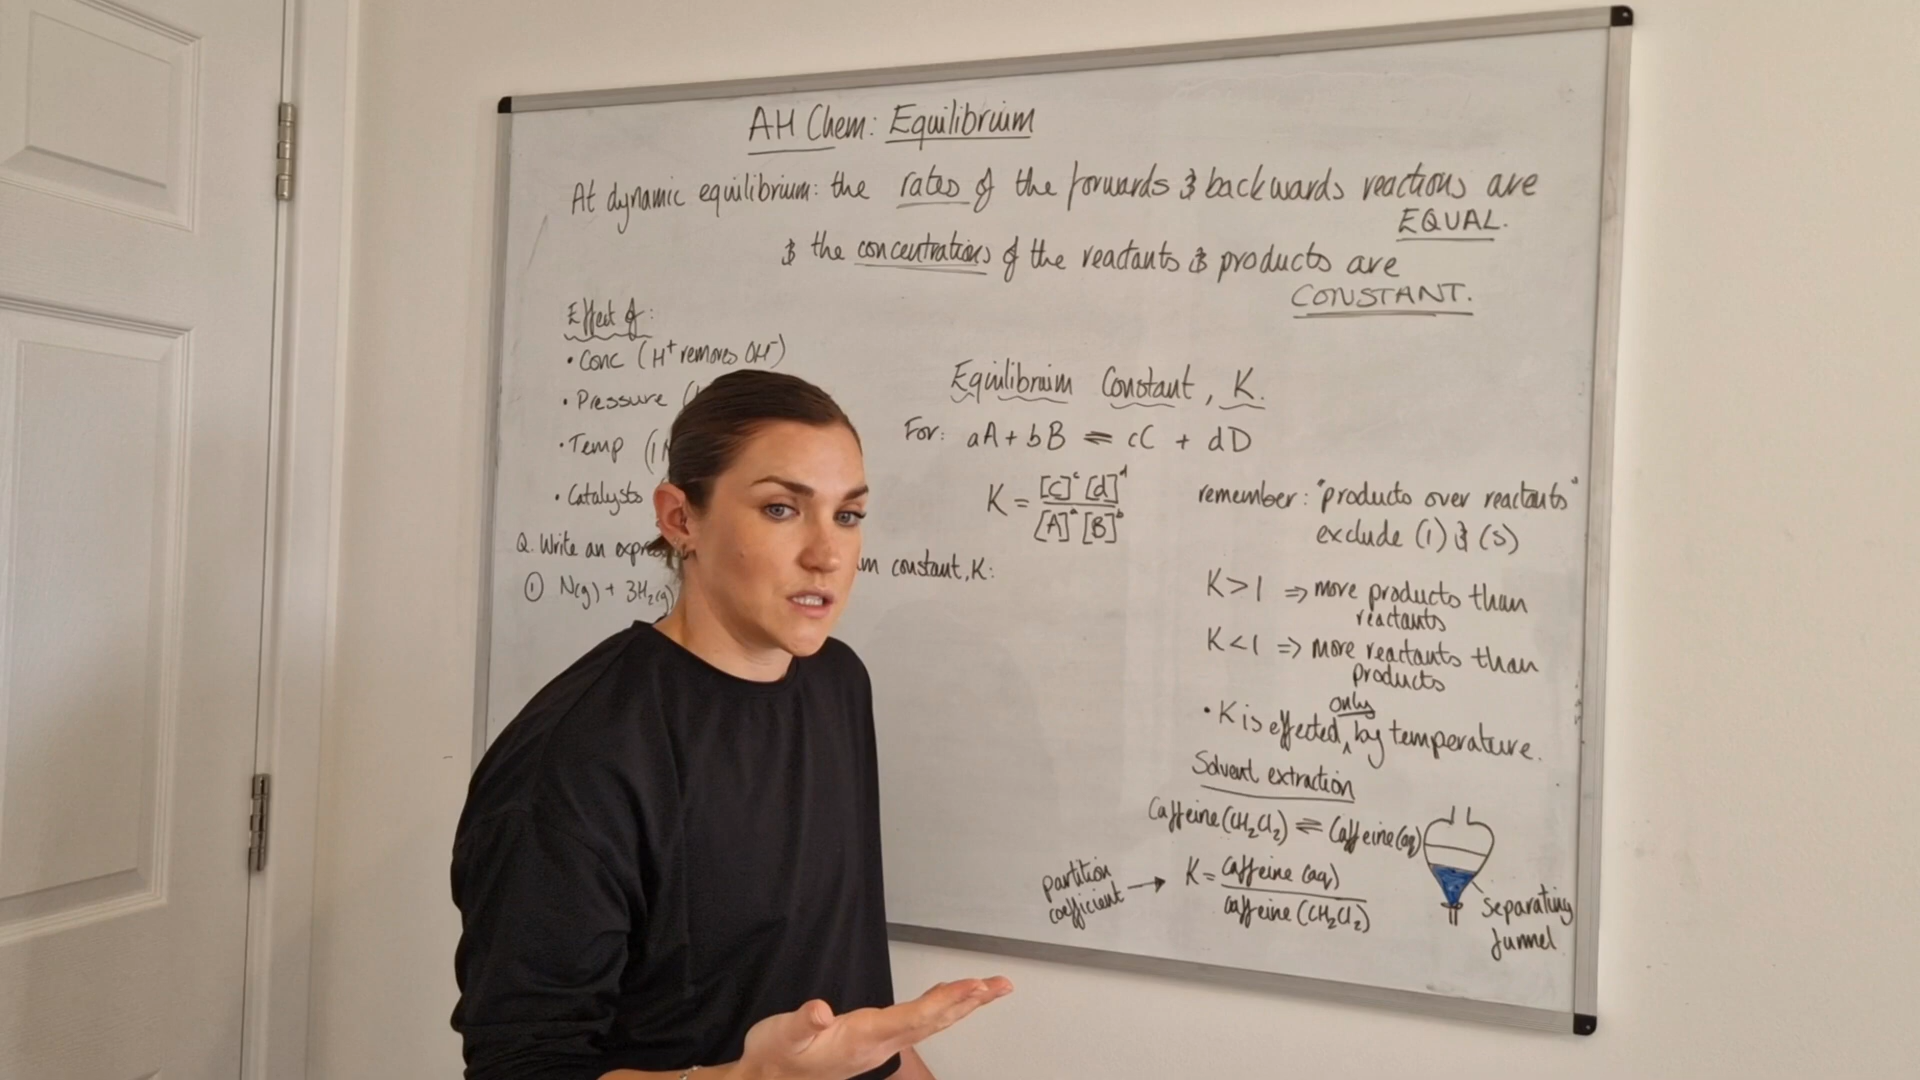 AH Chem: Equilibrium
At dynamic equilibrium: the rates of the forwards & backwards reactions are
EQUAL.
& the concentrations of the reactants & products are
CONSTANT.
Effect of:
• Conc (H⁺ removes OH⁻)
• Pressure (
• Temp (
• Catalysts
Q. Write an
① N(g) + 3H₂(g)
constant, K:
Equilibrium Constant, K.
For: aA + bB ⇌ cC + dD
K = [C]ᶜ [d]ᵈ
[A]ᵃ [B]ᵇ
remember: "products over reactants"
exclude (l) & (s)
K > 1 ⇒ more products than
reactants
K < 1 ⇒ more reactants than
products
only
• K is effected ^ by temperature.
Solvent extraction
Caffeine (CH₂Cl₂) ⇌ Caffeine (aq)
partition
coefficient →
K = caffeine (aq)
caffeine (CH₂Cl₂)
separating
funnel